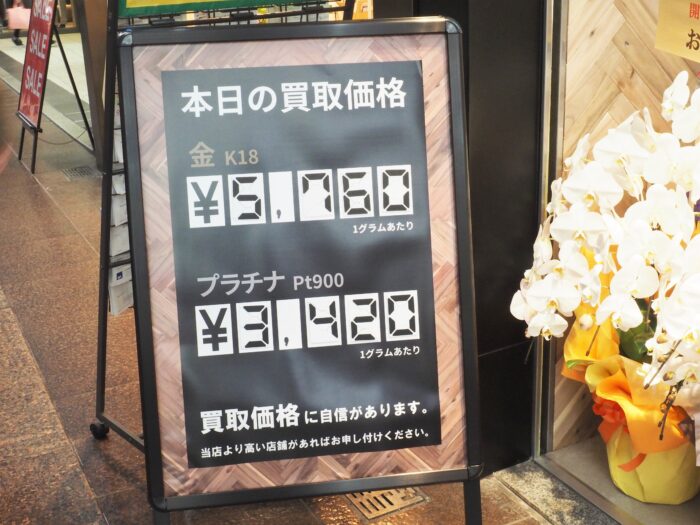 SALE
SALE
SALE
本日の買取価格
金 K18
¥5,760
1グラムあたり
プラチナ Pt900
¥3,420
1グラムあたり
買取価格に自信があります。
当店より高い店舗があればお申し付けください。
開
お